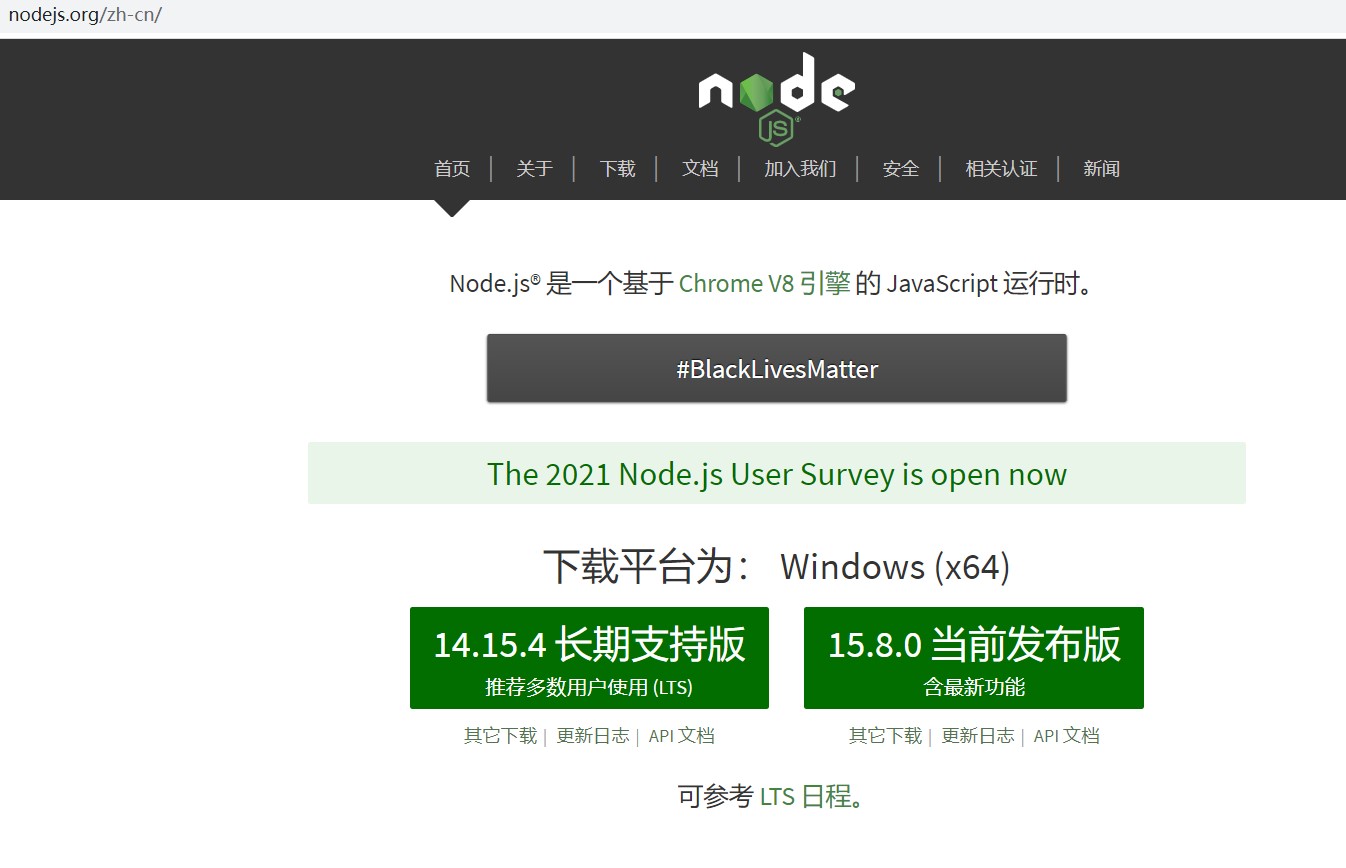 nodejs.org/zh-cn/
node
JS®
首页 | 关于 | 下载 | 文档 | 加入我们 | 安全 | 相关认证 | 新闻
Node.js® 是一个基于 Chrome V8 引擎 的 JavaScript 运行时。
#BlackLivesMatter
The 2021 Node.js User Survey is open now
下载平台为： Windows (x64)
14.15.4 长期支持版
推荐多数用户使用 (LTS)
其它下载 | 更新日志 | API 文档
15.8.0 当前发布版
含最新功能
其它下载 | 更新日志 | API 文档
可参考 LTS 日程。